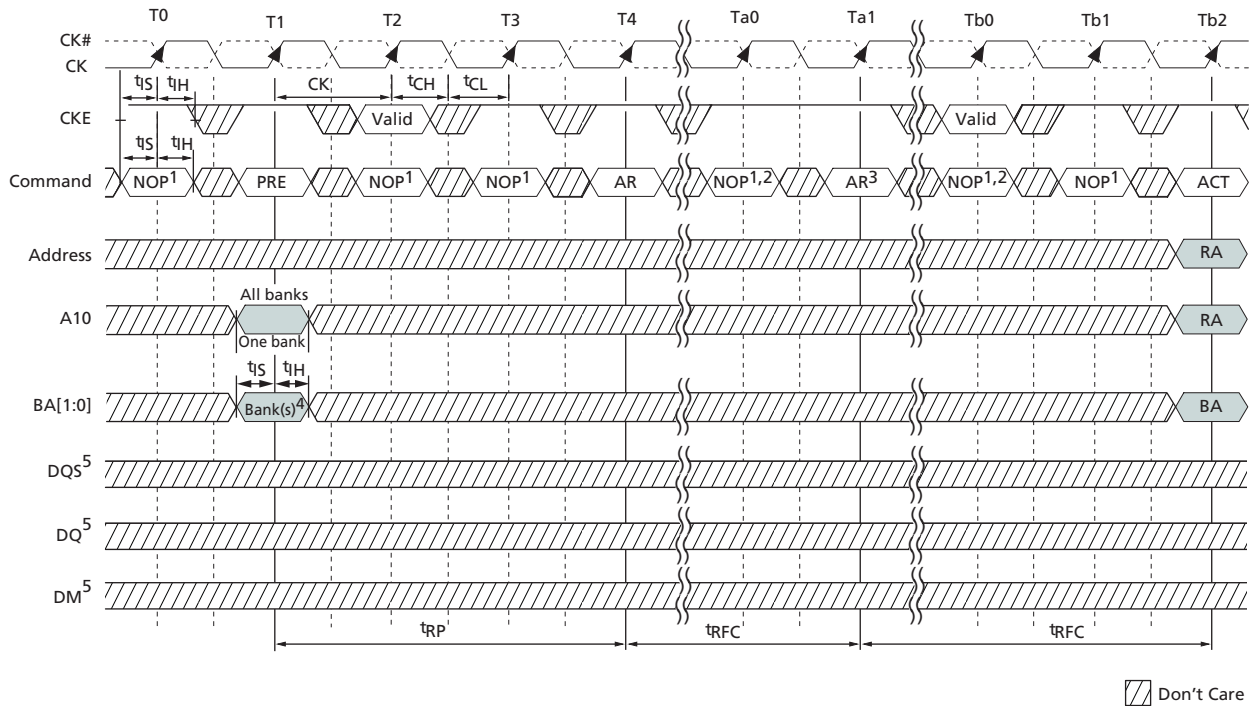 T0 T1 T2 T3 T4 Ta0 Ta1 Tb0 Tb1 Tb2
CK#
CK
tIS tIH CK tCH tCL
CKE Valid Valid
tIS tIH
Command NOP1 PRE NOP1 NOP1 AR NOP1,2 AR3 NOP1,2 NOP1 ACT
Address RA
All banks
A10 RA
One bank
tIS tIH
BA[1:0] Bank(s)4 BA
DQS5
DQ5
DM5
tRP tRFC tRFC
Don't Care